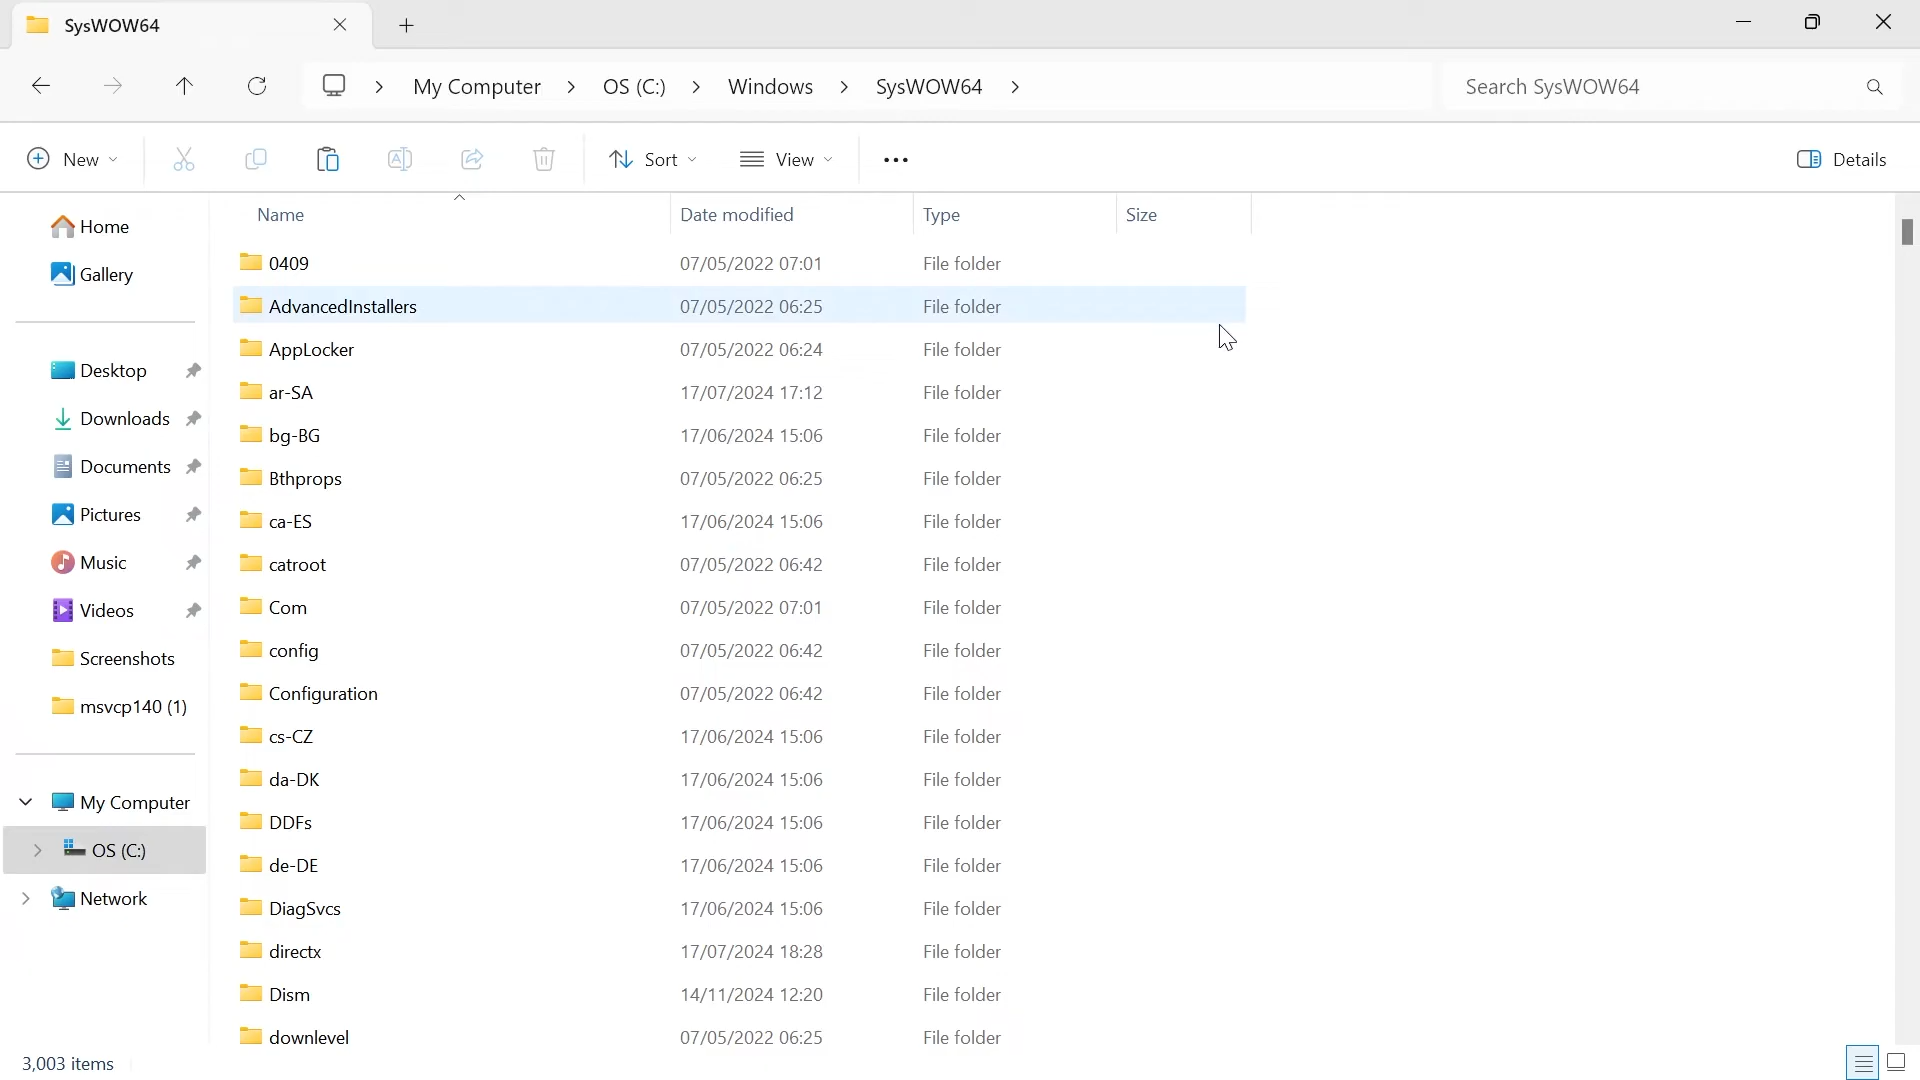 SysWOW64
My Computer OS (C:) Windows SysWOW64 Search SysWOW64
New Sort View Details
Name Date modified Type Size
Home
Gallery
Desktop
Downloads
Documents
Pictures
Music
Videos
Screenshots
msvcp140 (1)
My Computer
OS (C:)
Network
0409 07/05/2022 07:01 File folder
AdvancedInstallers 07/05/2022 06:25 File folder
AppLocker 07/05/2022 06:24 File folder
ar-SA 17/07/2024 17:12 File folder
bg-BG 17/06/2024 15:06 File folder
Bthprops 07/05/2022 06:25 File folder
ca-ES 17/06/2024 15:06 File folder
catroot 07/05/2022 06:42 File folder
Com 07/05/2022 07:01 File folder
config 07/05/2022 06:42 File folder
Configuration 07/05/2022 06:42 File folder
cs-CZ 17/06/2024 15:06 File folder
da-DK 17/06/2024 15:06 File folder
DDFs 17/06/2024 15:06 File folder
de-DE 17/06/2024 15:06 File folder
DiagSvcs 17/06/2024 15:06 File folder
directx 17/07/2024 18:28 File folder
Dism 14/11/2024 12:20 File folder
downlevel 07/05/2022 06:25 File folder
3,003 items